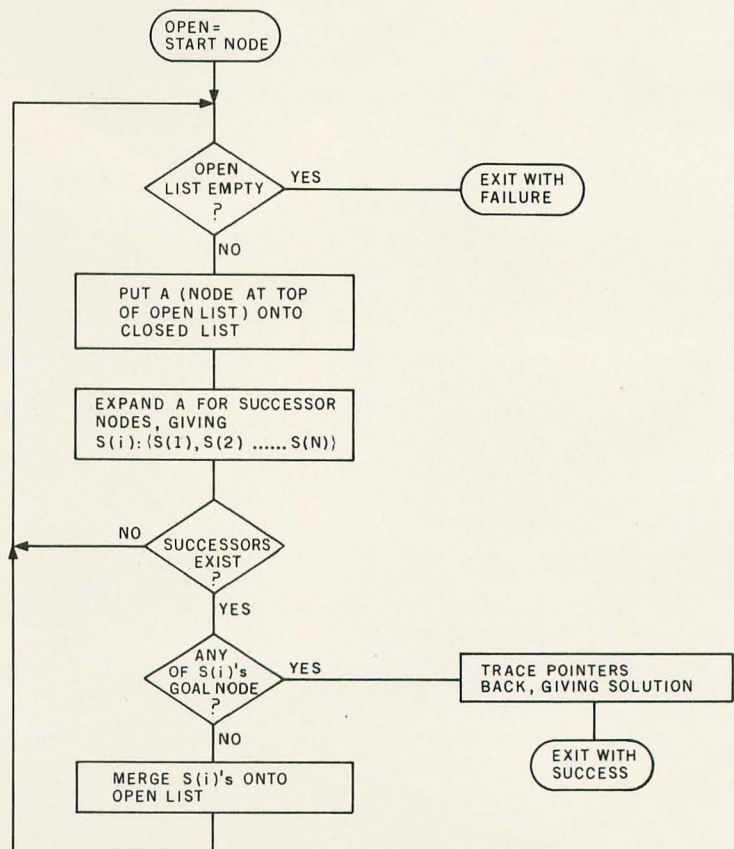 OPEN=
START NODE
OPEN
LIST EMPTY
?
YES
EXIT WITH
FAILURE
NO
PUT A (NODE AT TOP
OF OPEN LIST) ONTO
CLOSED LIST
EXPAND A FOR SUCCESSOR
NODES, GIVING
S(i):{S(1),S(2) ......S(N)}
NO
SUCCESSORS
EXIST
?
YES
ANY
OF S(i)'s
GOAL NODE
?
YES
TRACE POINTERS
BACK, GIVING SOLUTION
NO
EXIT WITH
SUCCESS
MERGE S(i)'s ONTO
OPEN LIST